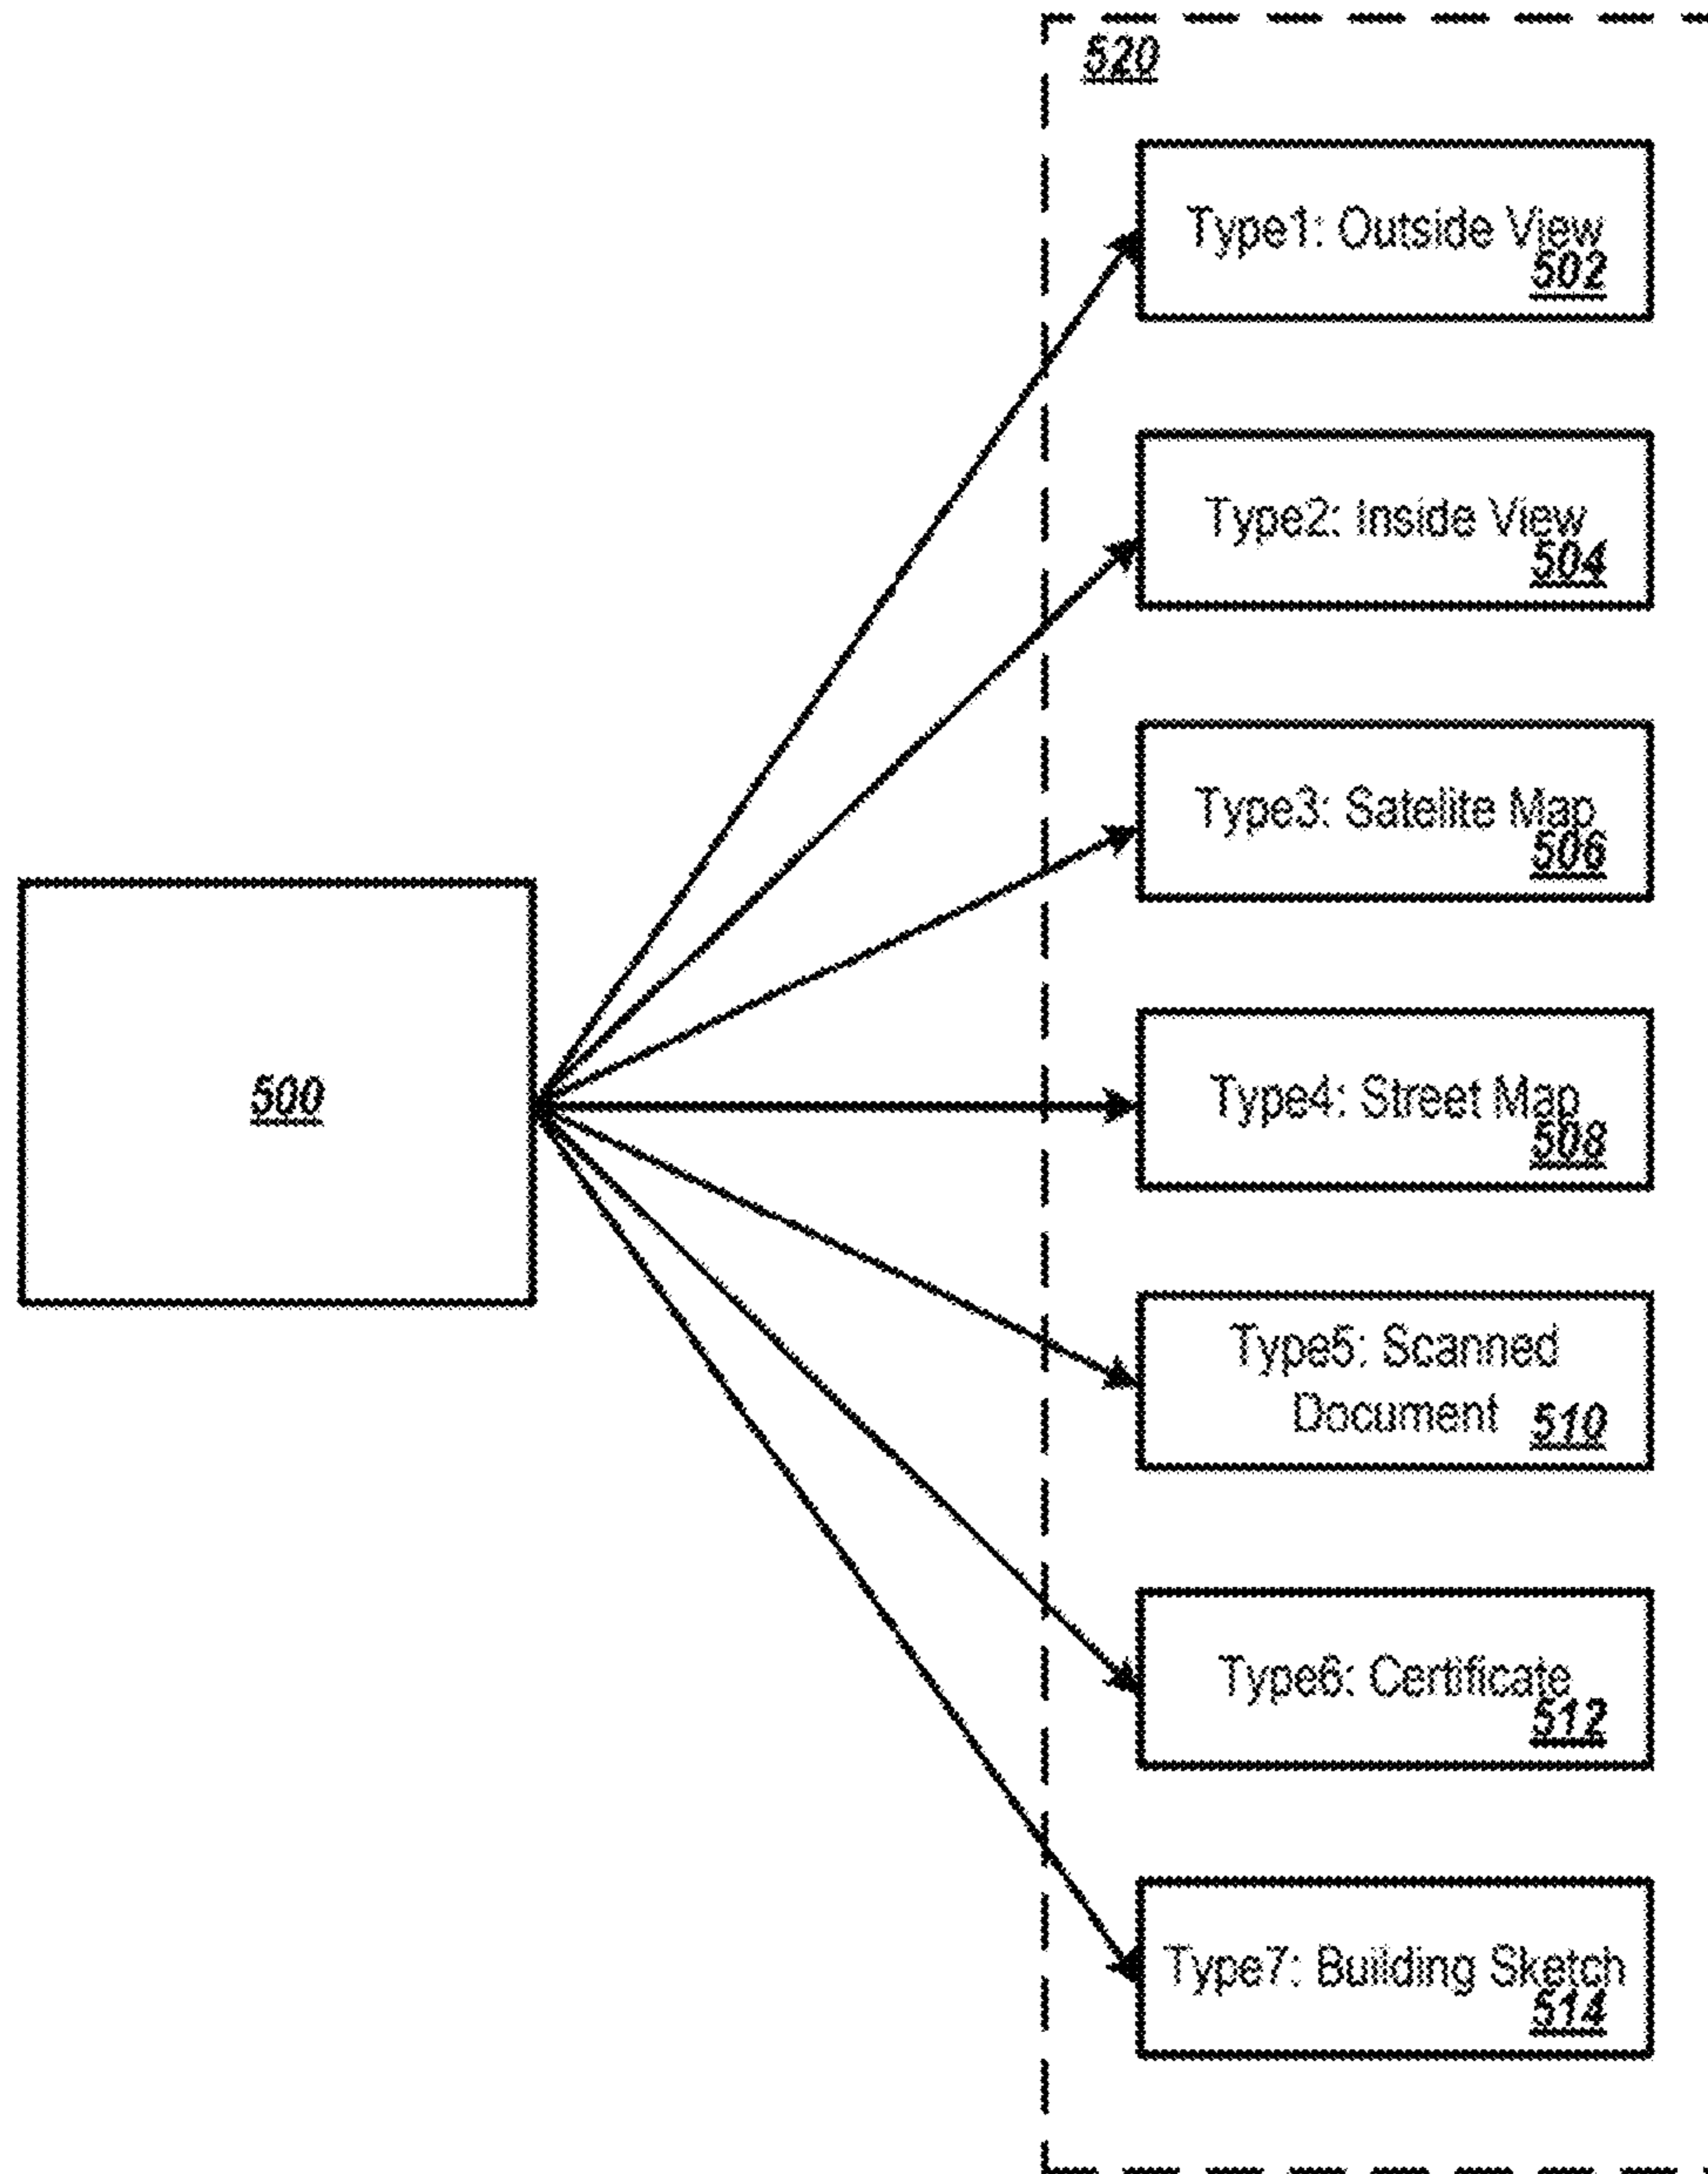 520
Type1: Outside View
502
Type2: Inside View
504
Type3: Satelite Map
506
500
Type4: Street Map
508
Type5: Scanned
Document 510
Type6: Certificate
512
Type7: Building Sketch
514